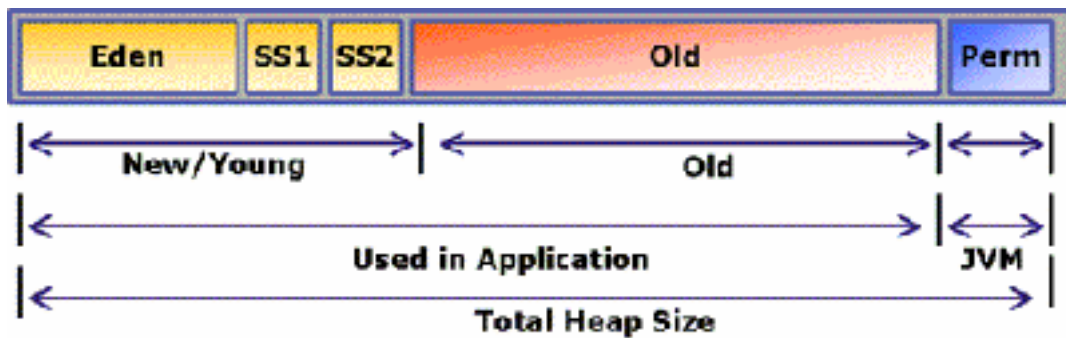 Eden SS1 SS2 Old Perm
New/Young Old
Used in Application JVM
Total Heap Size